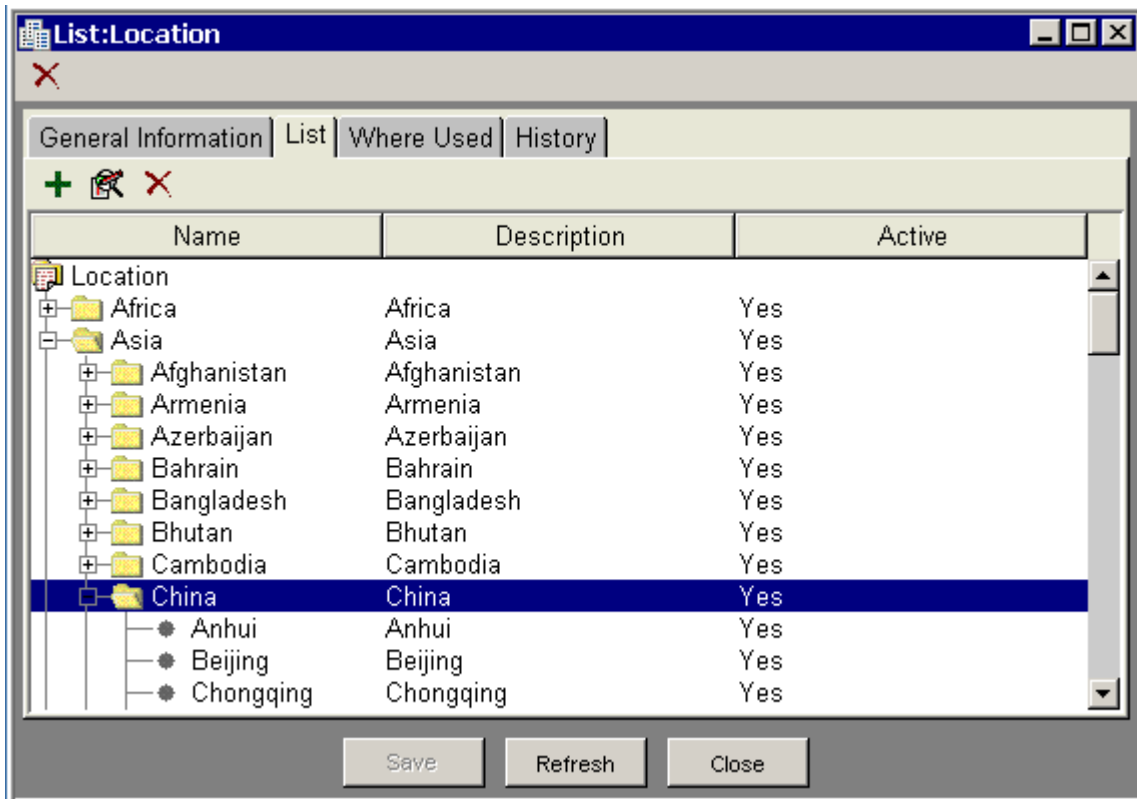 List:Location
General Information List Where Used History
Name Description Active
Location
Africa Africa Yes
Asia Asia Yes
Afghanistan Afghanistan Yes
Armenia Armenia Yes
Azerbaijan Azerbaijan Yes
Bahrain Bahrain Yes
Bangladesh Bangladesh Yes
Bhutan Bhutan Yes
Cambodia Cambodia Yes
China China Yes
Anhui Anhui Yes
Beijing Beijing Yes
Chongqing Chongqing Yes
Save Refresh Close